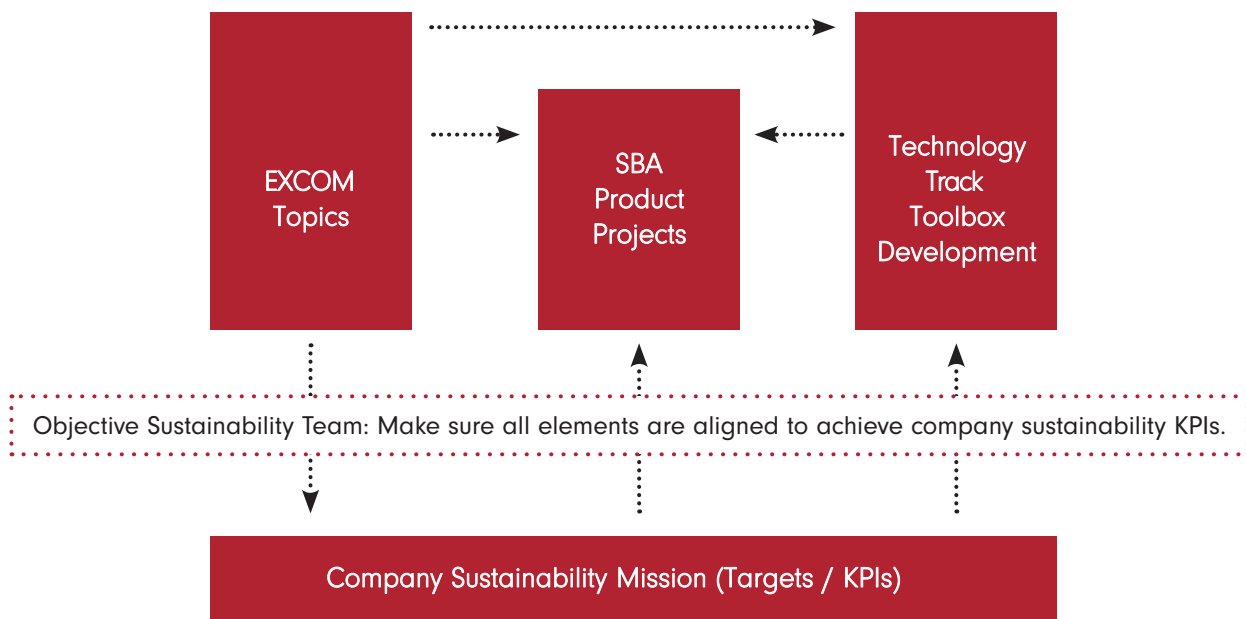 EXCOM
Topics
SBA
Product
Projects
Technology
Track
Toolbox
Development
Objective Sustainability Team: Make sure all elements are aligned to achieve company sustainability KPIs.
Company Sustainability Mission (Targets / KPIs)